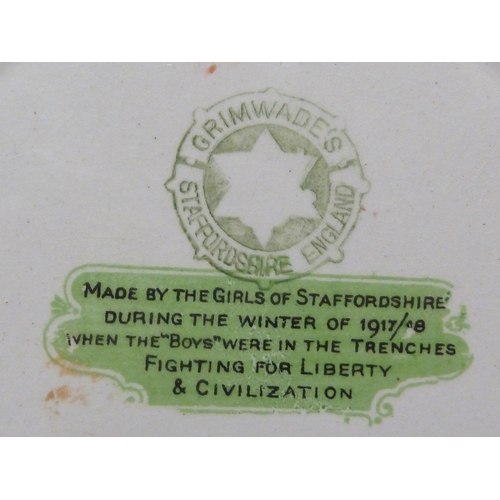 GRIMWADE'S
STAFFORDSHIRE ENGLAND
MADE BY THE GIRLS OF STAFFORDSHIRE
DURING THE WINTER OF 1917/18
WHEN THE "BOYS" WERE IN THE TRENCHES
FIGHTING FOR LIBERTY
& CIVILIZATION